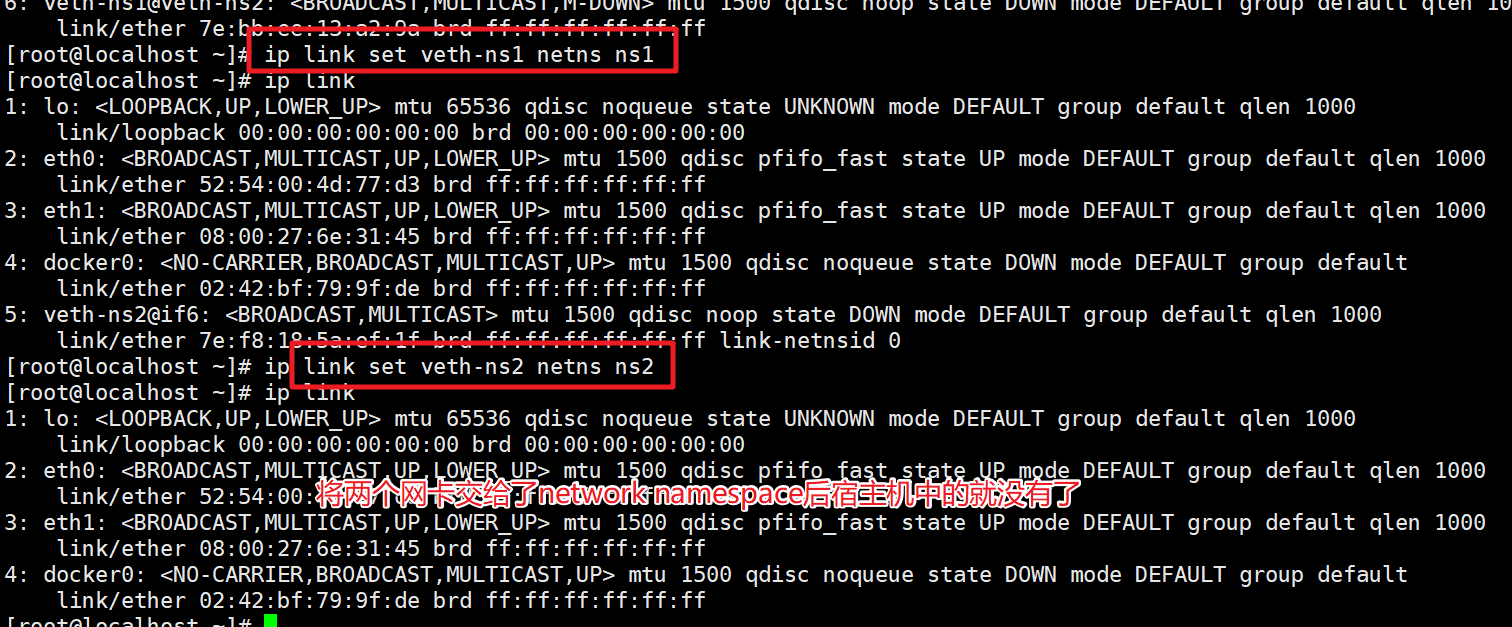 6: veth-ns1@veth-ns2: <BROADCAST,MULTICAST,M-DOWN> mtu 1500 qdisc noop state DOWN mode DEFAULT group default qlen 10
link/ether 7e:bb:ee:13:a2:9a brd ff:ff:ff:ff:ff:ff
[root@localhost ~]# ip link set veth-ns1 netns ns1
[root@localhost ~]# ip link
1: lo: <LOOPBACK,UP,LOWER_UP> mtu 65536 qdisc noqueue state UNKNOWN mode DEFAULT group default qlen 1000
link/loopback 00:00:00:00:00:00 brd 00:00:00:00:00:00
2: eth0: <BROADCAST,MULTICAST,UP,LOWER_UP> mtu 1500 qdisc pfifo_fast state UP mode DEFAULT group default qlen 1000
link/ether 52:54:00:4d:77:d3 brd ff:ff:ff:ff:ff:ff
3: eth1: <BROADCAST,MULTICAST,UP,LOWER_UP> mtu 1500 qdisc pfifo_fast state UP mode DEFAULT group default qlen 1000
link/ether 08:00:27:6e:31:45 brd ff:ff:ff:ff:ff:ff
4: docker0: <NO-CARRIER,BROADCAST,MULTICAST,UP> mtu 1500 qdisc noqueue state DOWN mode DEFAULT group default
link/ether 02:42:bf:79:9f:de brd ff:ff:ff:ff:ff:ff
5: veth-ns2@if6: <BROADCAST,MULTICAST> mtu 1500 qdisc noop state DOWN mode DEFAULT group default qlen 1000
link/ether 7e:f8:18:5a:ef:1f brd ff:ff:ff:ff:ff:ff link-netnsid 0
[root@localhost ~]# ip link set veth-ns2 netns ns2
[root@localhost ~]# ip link
1: lo: <LOOPBACK,UP,LOWER_UP> mtu 65536 qdisc noqueue state UNKNOWN mode DEFAULT group default qlen 1000
link/loopback 00:00:00:00:00:00 brd 00:00:00:00:00:00
2: eth0: <BROADCAST,MULTICAST,UP,LOWER_UP> mtu 1500 qdisc pfifo_fast state UP mode DEFAULT group default qlen 1000
link/ether 52:54:00:
将两个网卡交给了network namespace后宿主机中的就没有了
3: eth1: <BROADCAST,MULTICAST,UP,LOWER_UP> mtu 1500 qdisc pfifo_fast state UP mode DEFAULT group default qlen 1000
link/ether 08:00:27:6e:31:45 brd ff:ff:ff:ff:ff:ff
4: docker0: <NO-CARRIER,BROADCAST,MULTICAST,UP> mtu 1500 qdisc noqueue state DOWN mode DEFAULT group default
link/ether 02:42:bf:79:9f:de brd ff:ff:ff:ff:ff:ff
[root@localhost ~]#